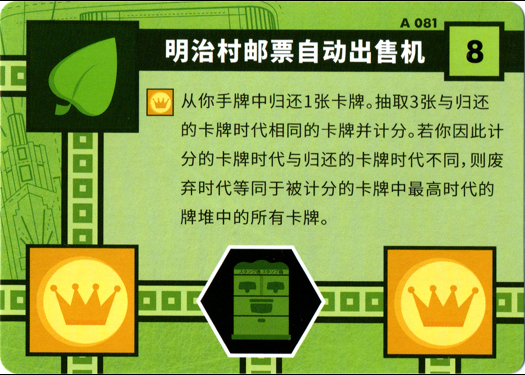 A 081
明治村邮票自动出售机
8
从你手牌中归还1张卡牌。抽取3张与归还
的卡牌时代相同的卡牌并计分。若你因此计
分的卡牌时代与归还的卡牌时代不同,则废
弃时代等同于被计分的卡牌中最高时代的
牌堆中的所有卡牌。